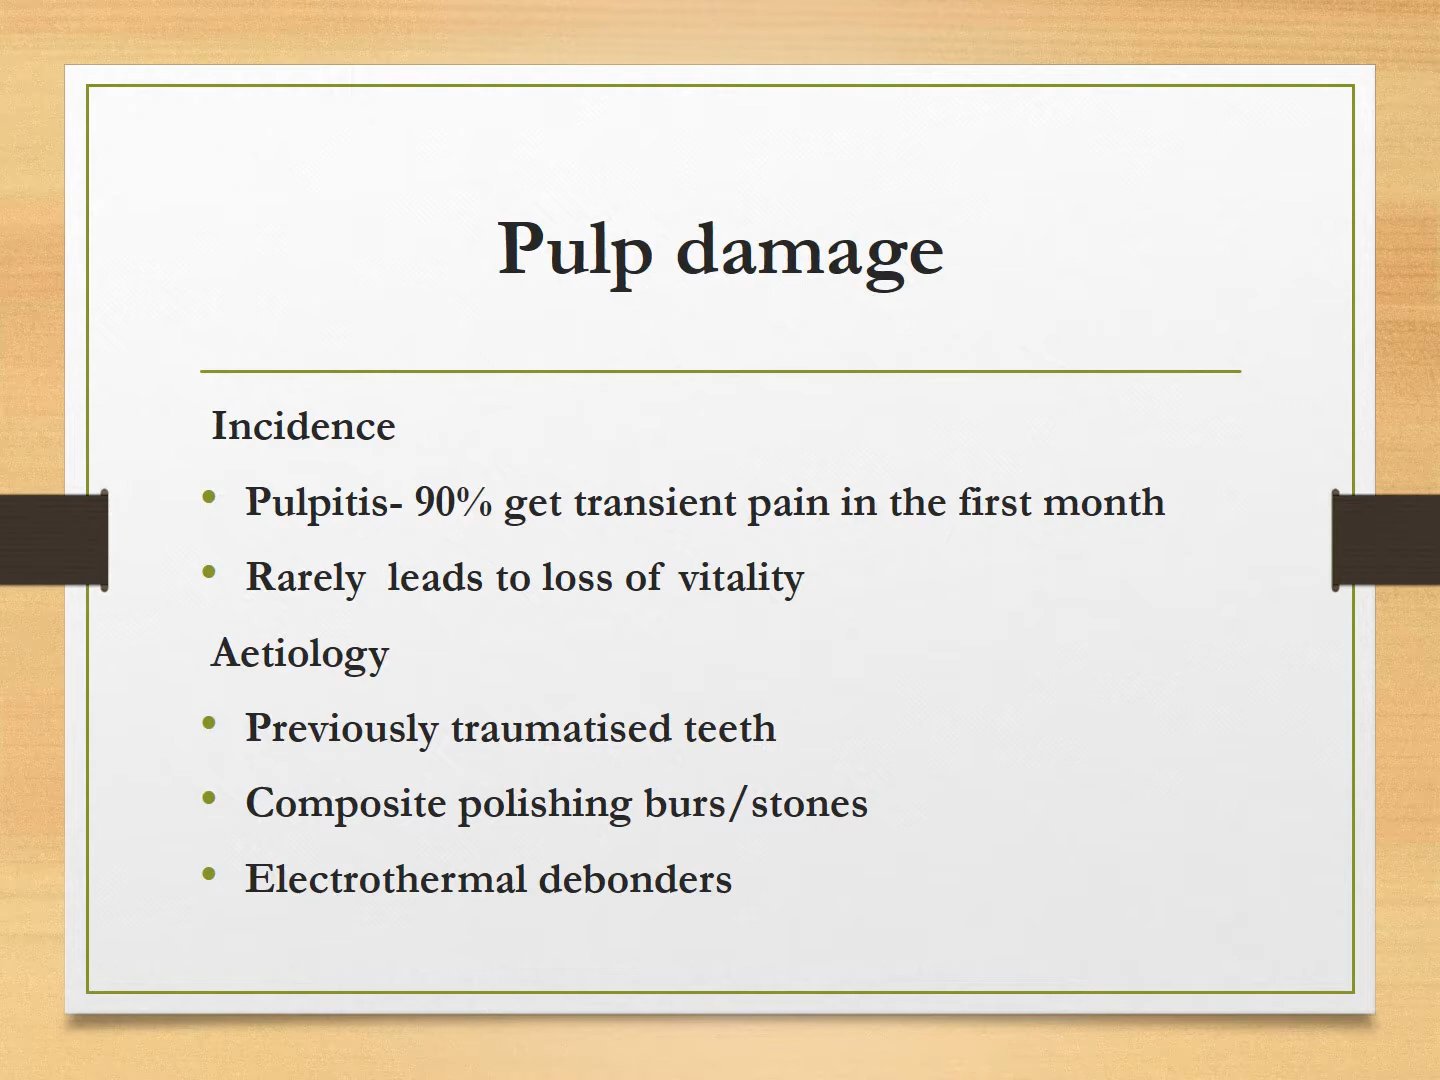 Pulp damage
Incidence
• Pulpitis- 90% get transient pain in the first month
• Rarely  leads to loss of vitality
Aetiology
• Previously traumatised teeth
• Composite polishing burs/stones
• Electrothermal debonders